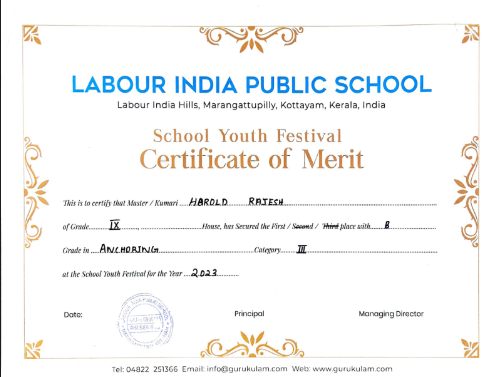 LABOUR INDIA PUBLIC SCHOOL
Labour India Hills, Marangattupilly, Kottayam, Kerala, India
School Youth Festival
Certificate of Merit
This is to certify that Master / Kumari HAROLD RAJESH
of Grade IX House, has Secured the First / Second / Third place with B
Grade in ANCHORING Category III
at the School Youth Festival for the Year 2023
Date: Principal Managing Director
Tel: 04822 251366 Email: info@gurukulam.com Web: www.gurukulam.com